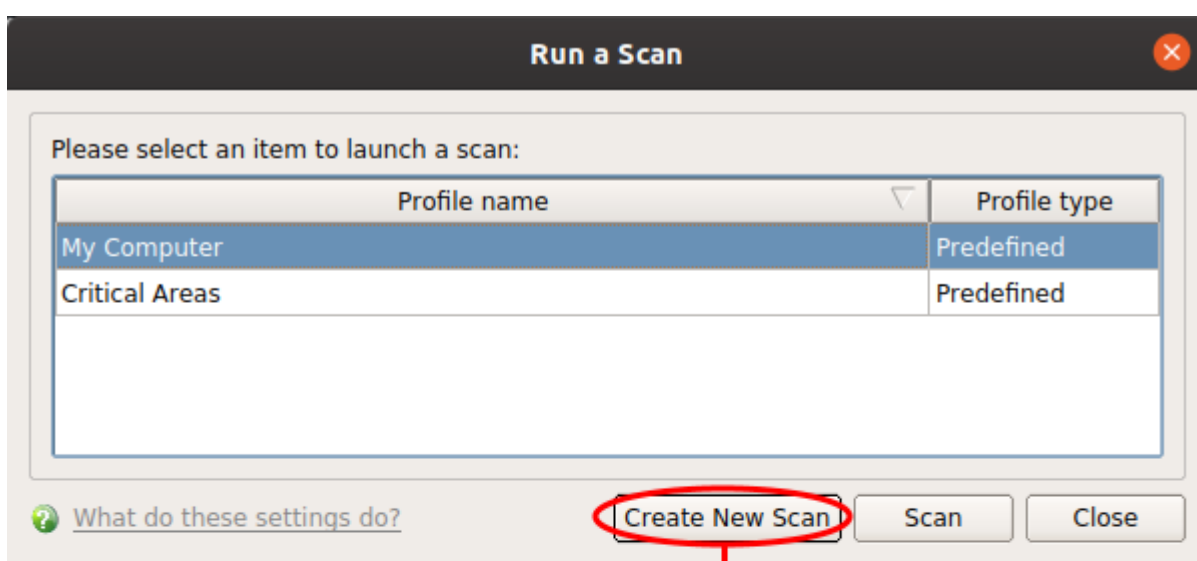 Run a Scan
Please select an item to launch a scan:
Profile name Profile type
My Computer Predefined
Critical Areas Predefined
What do these settings do? Create New Scan Scan Close